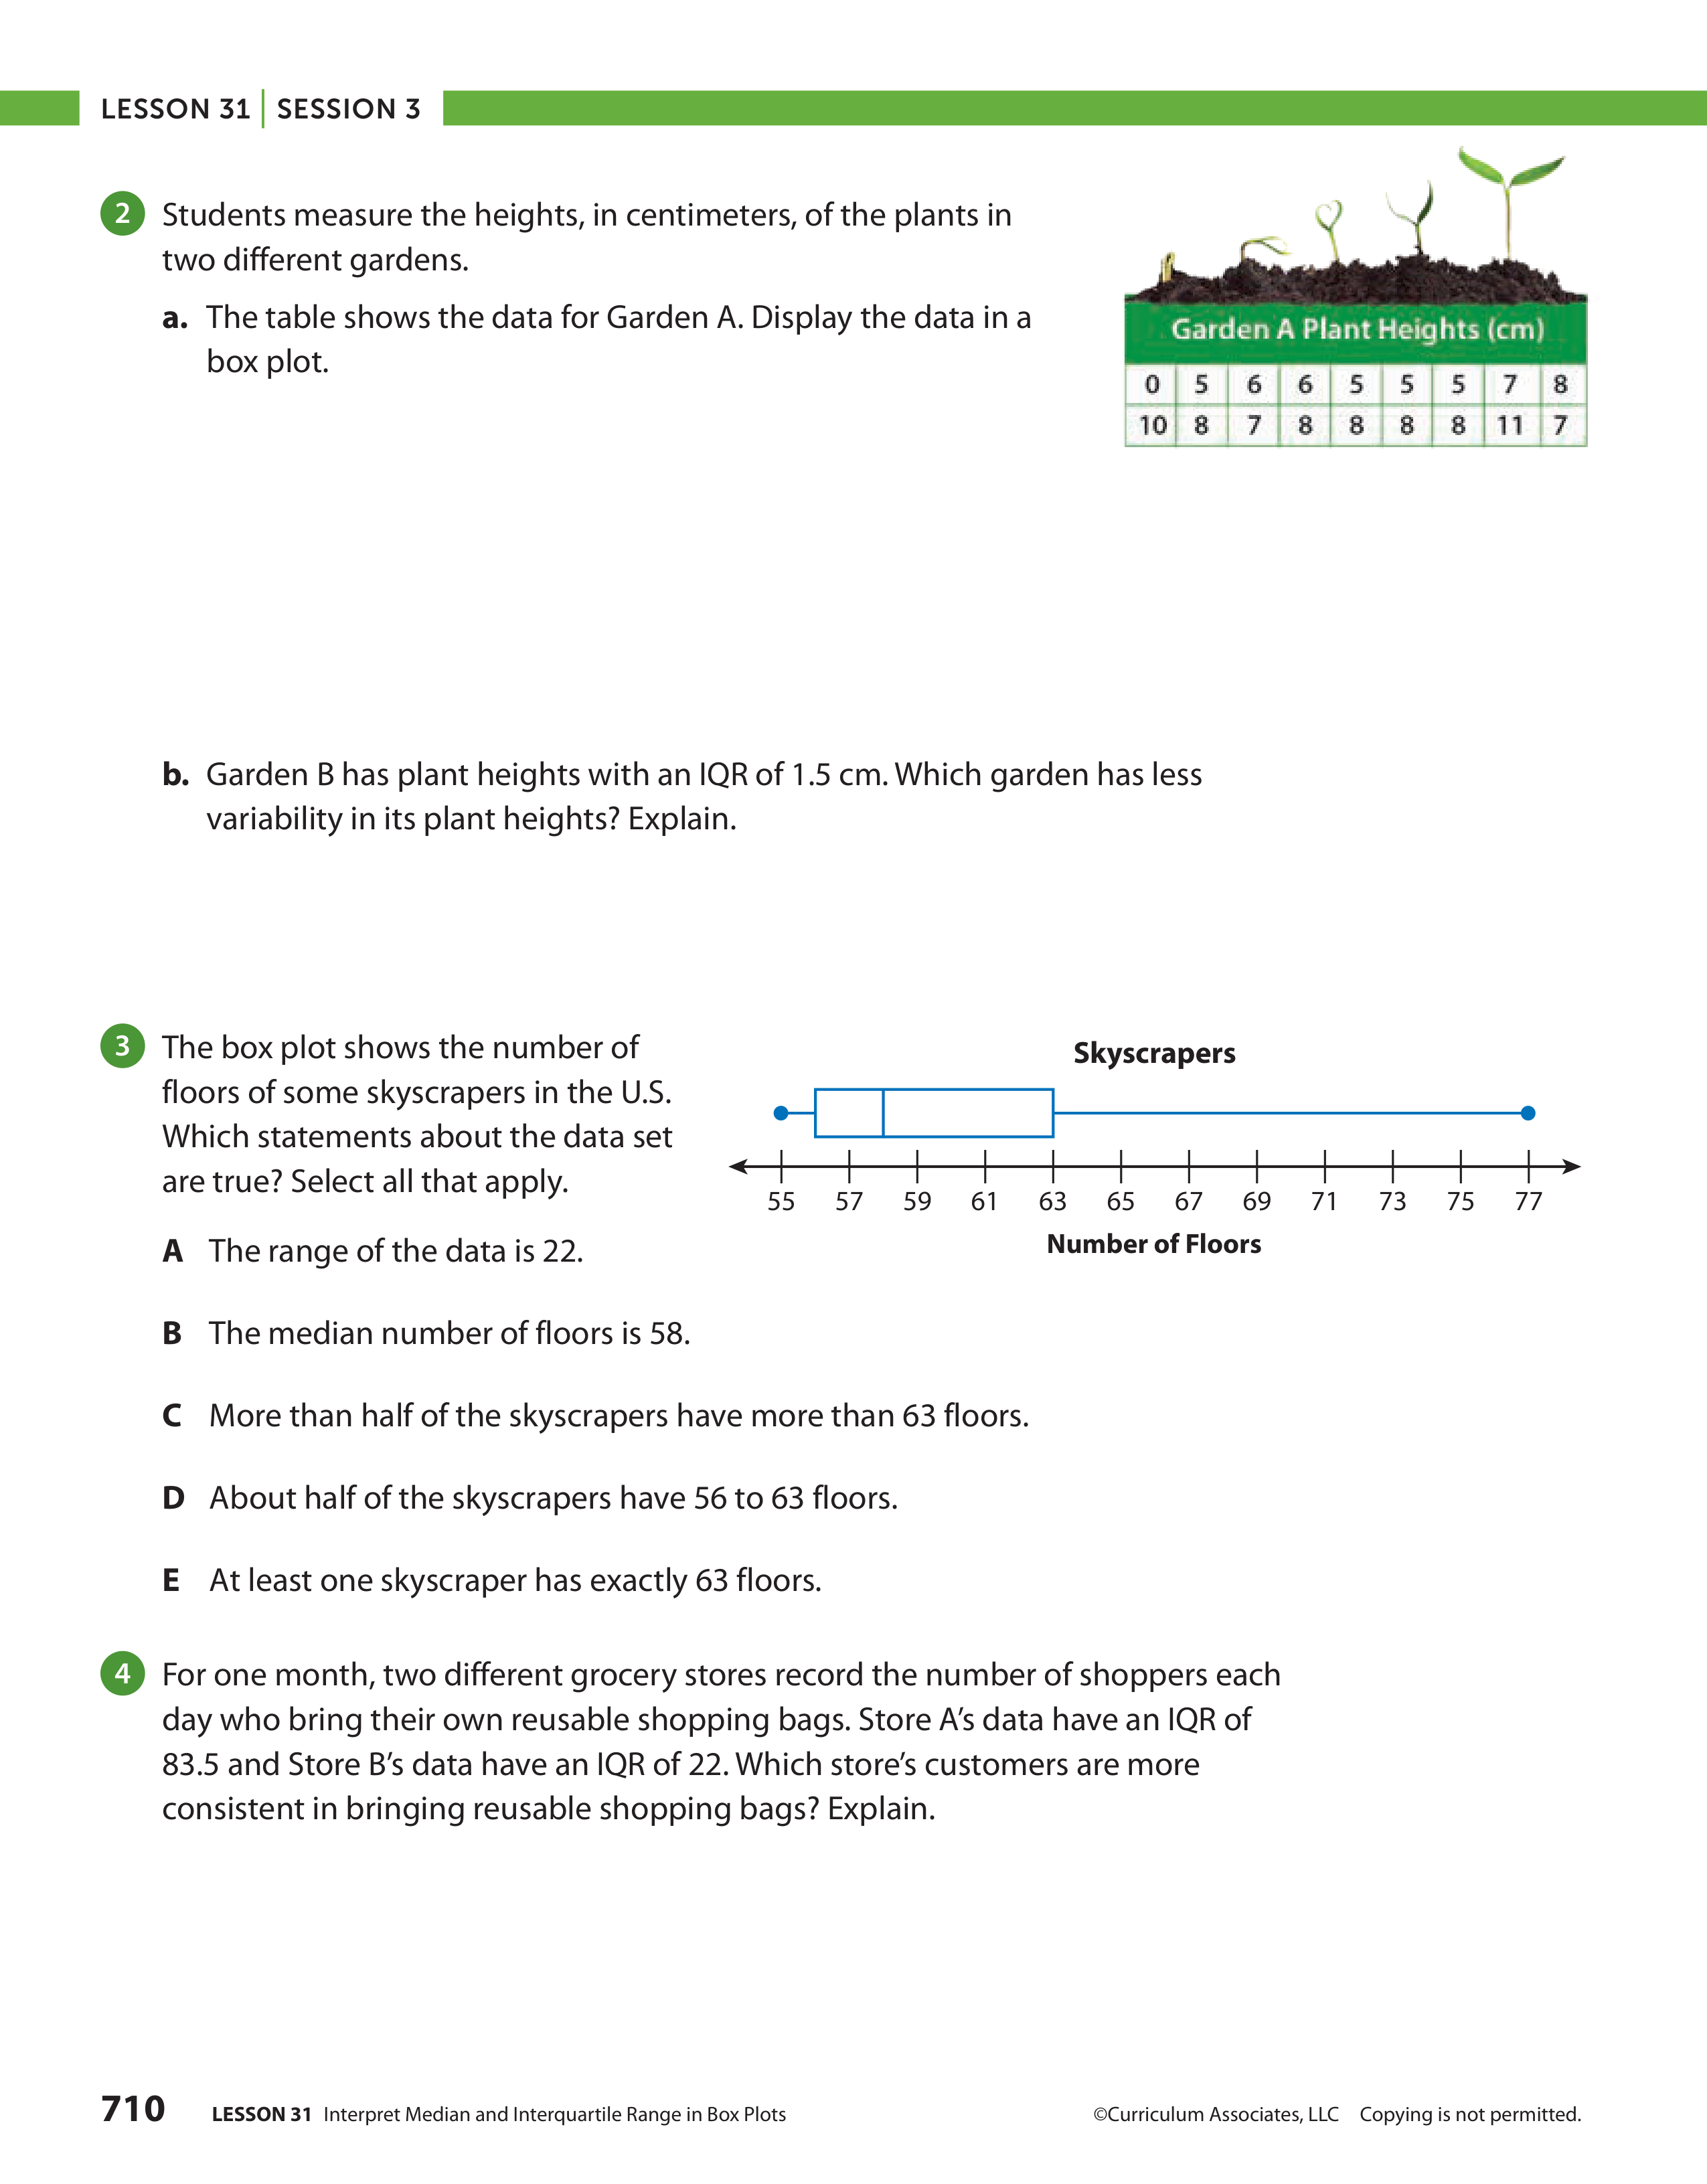 LESSON 31 | SESSION 3
2 Students measure the heights, in centimeters, of the plants in
two different gardens.
a. The table shows the data for Garden A. Display the data in a
box plot.
Garden A Plant Heights (cm)
0 5 6 6 5 5 5 7 8
10 8 7 8 8 8 8 11 7
b. Garden B has plant heights with an IQR of 1.5 cm. Which garden has less
variability in its plant heights? Explain.
3 The box plot shows the number of
floors of some skyscrapers in the U.S.
Which statements about the data set
are true? Select all that apply.
Skyscrapers
55 57 59 61 63 65 67 69 71 73 75 77
Number of Floors
A The range of the data is 22.
B The median number of floors is 58.
C More than half of the skyscrapers have more than 63 floors.
D About half of the skyscrapers have 56 to 63 floors.
E At least one skyscraper has exactly 63 floors.
4 For one month, two different grocery stores record the number of shoppers each
day who bring their own reusable shopping bags. Store A’s data have an IQR of
83.5 and Store B’s data have an IQR of 22. Which store’s customers are more
consistent in bringing reusable shopping bags? Explain.
710 LESSON 31 Interpret Median and Interquartile Range in Box Plots ©Curriculum Associates, LLC Copying is not permitted.